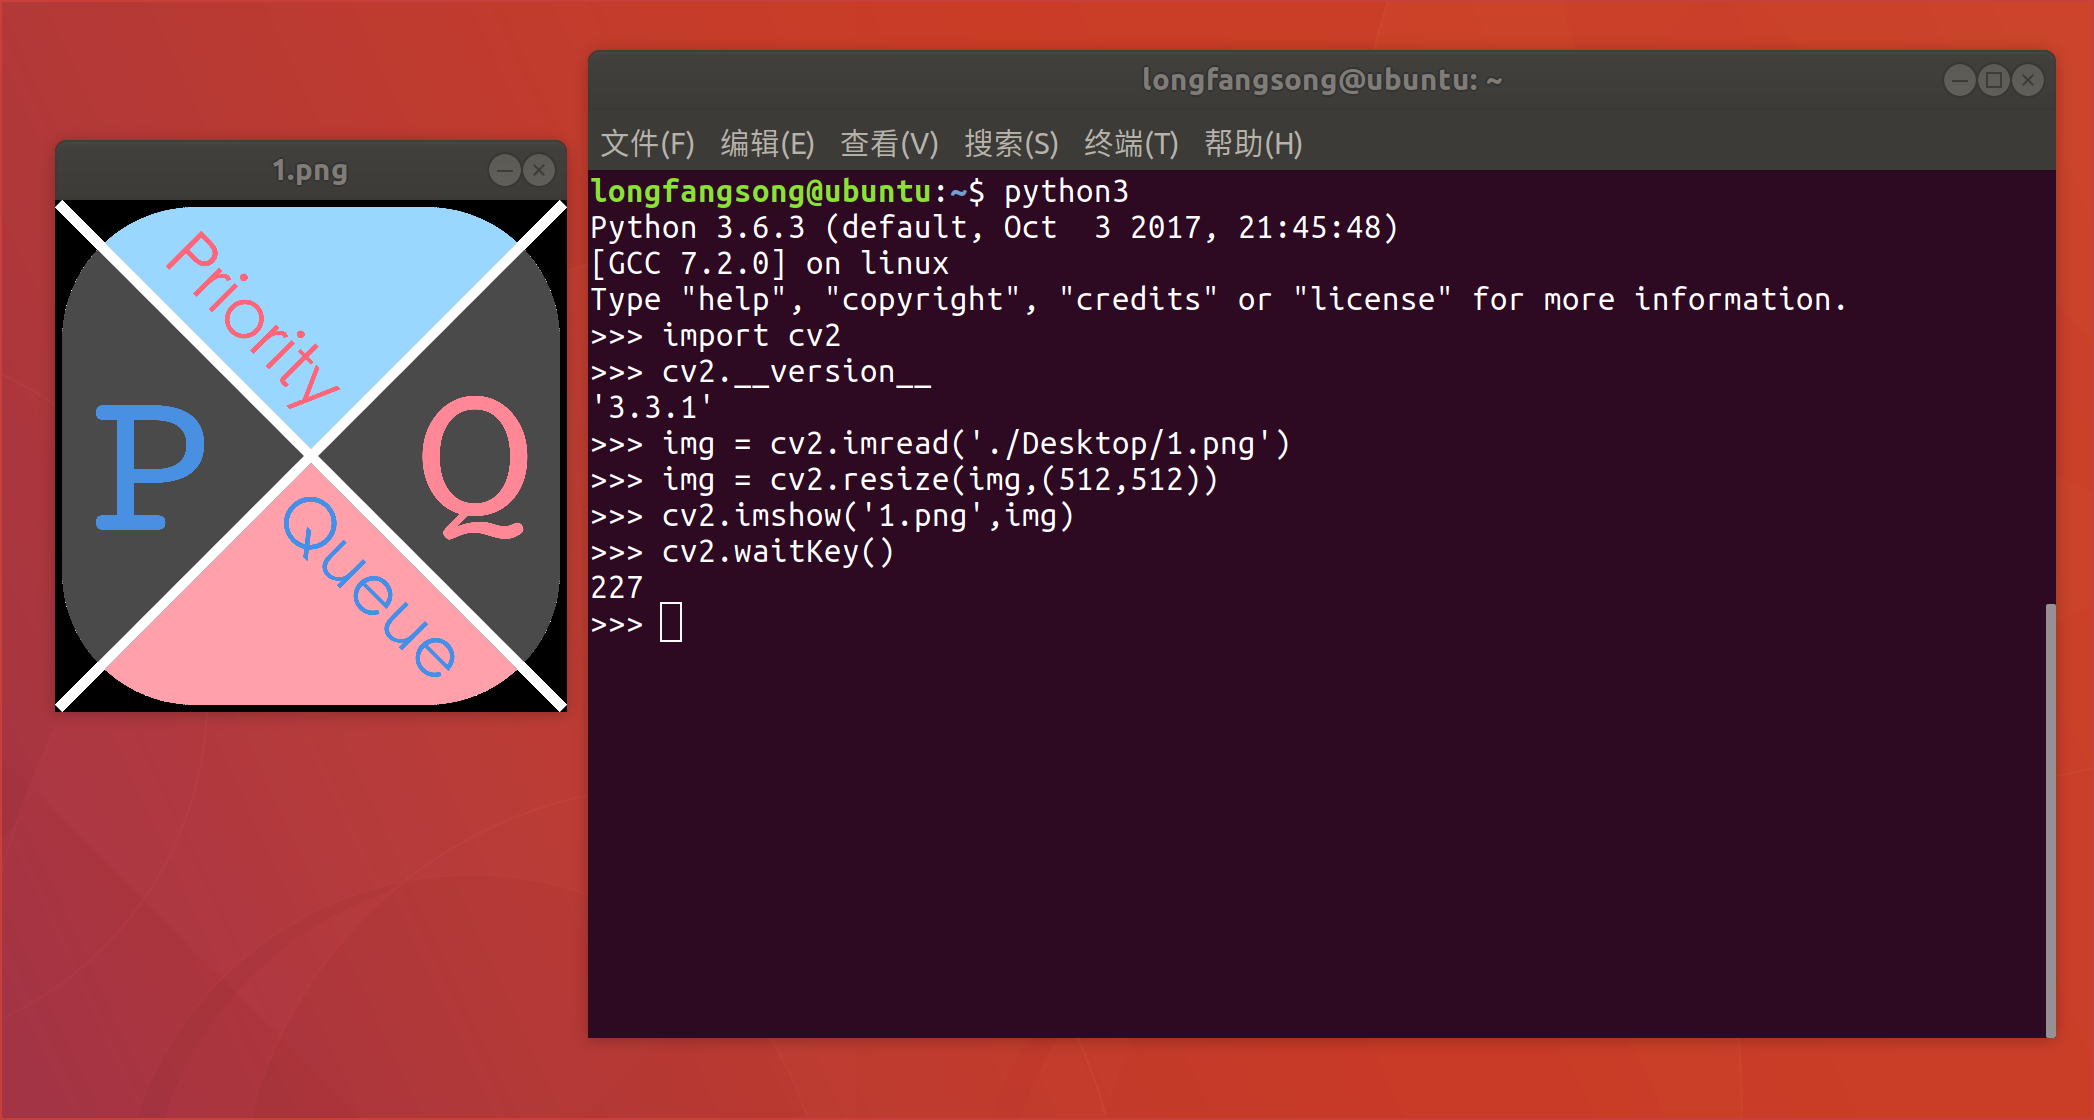 1.png
Priority
P
Q
Queue
longfangsong@ubuntu: ~
文件(F) 编辑(E) 查看(V) 搜索(S) 终端(T) 帮助(H)
longfangsong@ubuntu:~$ python3
Python 3.6.3 (default, Oct  3 2017, 21:45:48)
[GCC 7.2.0] on linux
Type "help", "copyright", "credits" or "license" for more information.
>>> import cv2
>>> cv2.__version__
'3.3.1'
>>> img = cv2.imread('./Desktop/1.png')
>>> img = cv2.resize(img,(512,512))
>>> cv2.imshow('1.png',img)
>>> cv2.waitKey()
227
>>>